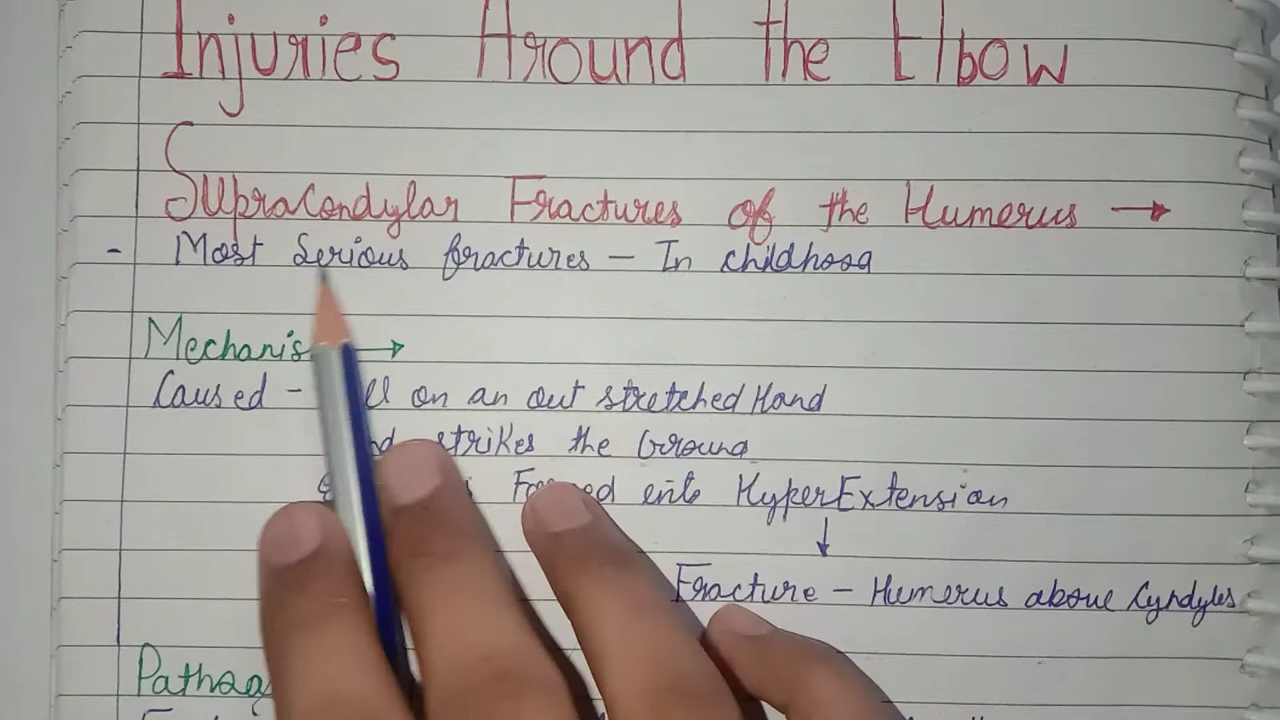 Injuries Around the Elbow
Supracondylar Fractures of the Humerus →
- Most Serious fractures - In childhood
Mechanis →
Caused - on an out stretched Hand
strikes the Ground
Forced into HyperExtension
↓
Fracture - Humerus above Cyndyles